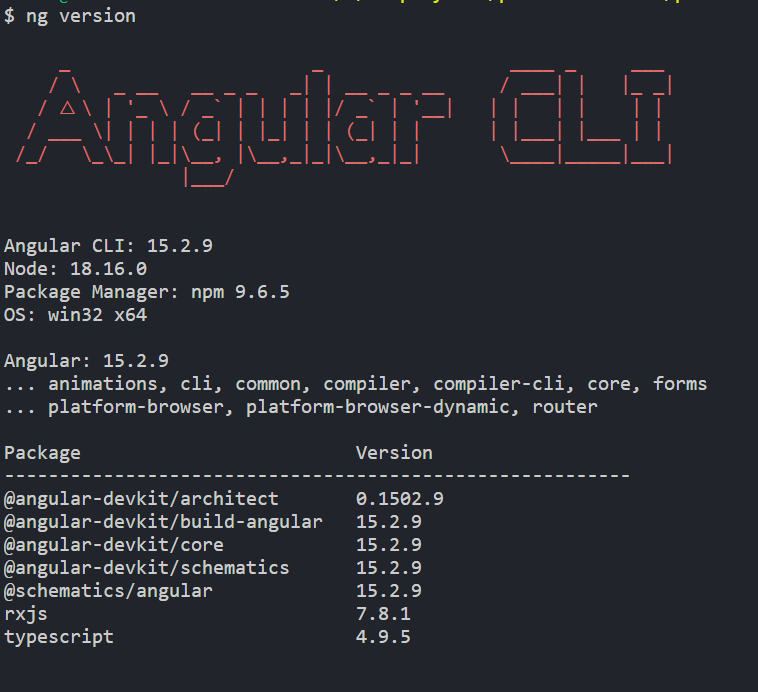 $ ng version
Angular CLI
Angular CLI: 15.2.9
Node: 18.16.0
Package Manager: npm 9.6.5
OS: win32 x64
Angular: 15.2.9
... animations, cli, common, compiler, compiler-cli, core, forms
... platform-browser, platform-browser-dynamic, router
Package Version
---------------------------------------------------------
@angular-devkit/architect 0.1502.9
@angular-devkit/build-angular 15.2.9
@angular-devkit/core 15.2.9
@angular-devkit/schematics 15.2.9
@schematics/angular 15.2.9
rxjs 7.8.1
typescript 4.9.5